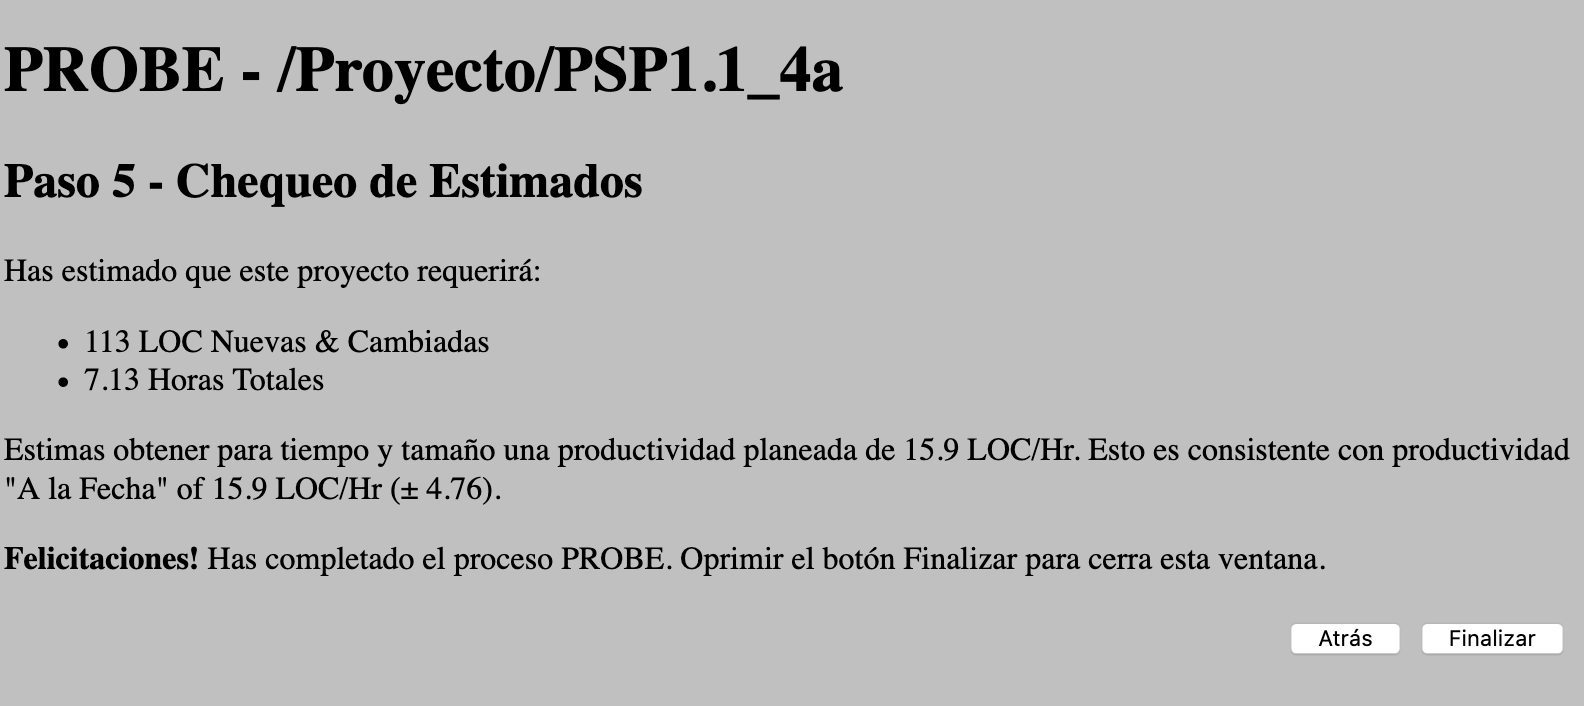 PROBE - /Proyecto/PSP1.1_4a
Paso 5 - Chequeo de Estimados
Has estimado que este proyecto requerirá:
• 113 LOC Nuevas & Cambiadas
• 7.13 Horas Totales
Estimas obtener para tiempo y tamaño una productividad planeada de 15.9 LOC/Hr. Esto es consistente con productividad
"A la Fecha" of 15.9 LOC/Hr (± 4.76).
Felicitaciones! Has completado el proceso PROBE. Oprimir el botón Finalizar para cerra esta ventana.
Atrás Finalizar